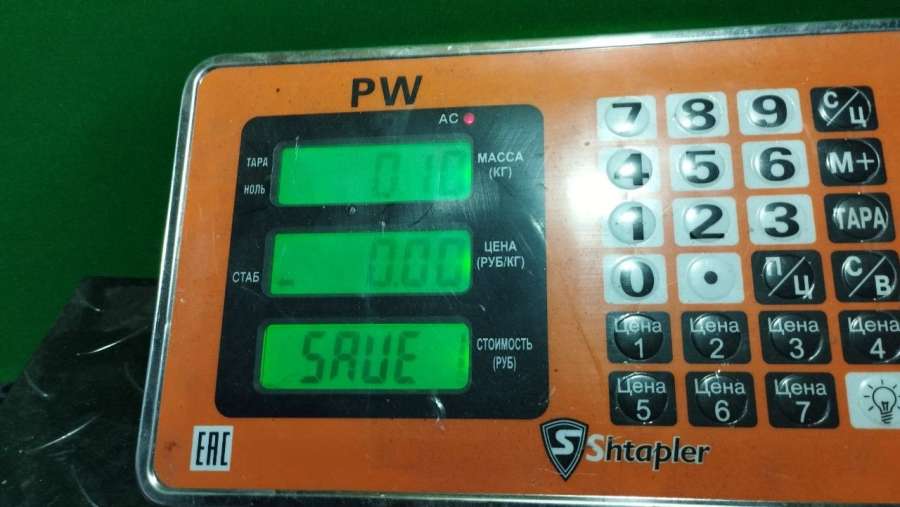 PW
AC
ТАРА
НОЛЬ
0.10
МАССА
(КГ)
СТАБ
0.00
ЦЕНА
(РУБ/КГ)
SAVE 1
СТОИМОСТЬ
(РУБ)
7 8 9 С/Ц
4 5 6 М+
1 2 3 ТАРА
0 • П/Ц С/В
Цена 1 Цена 2 Цена 3 Цена 4
Цена 5 Цена 6 Цена 7
EAC
S Shtapler